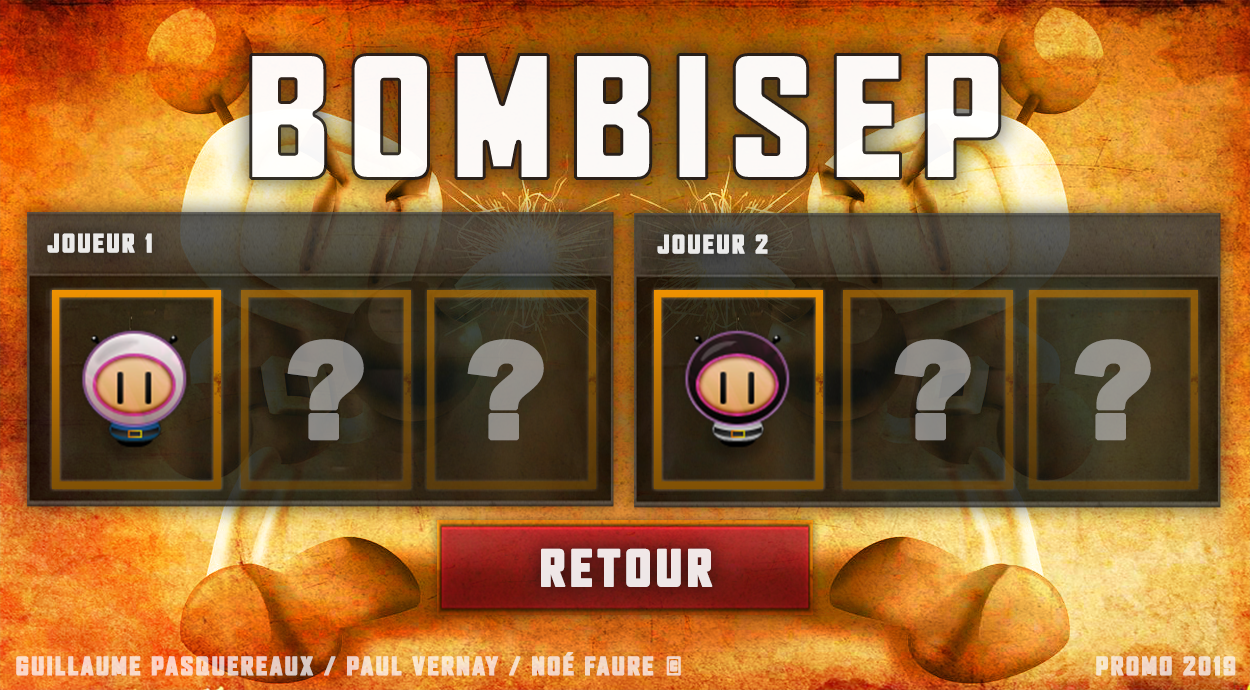 BOMBISEP
JOUEUR 1
JOUEUR 2
?
?
?
?
RETOUR
GUILLAUME PASQUEREAUX / PAUL VERNAY / NOÉ FAURE ©
PROMO 2019